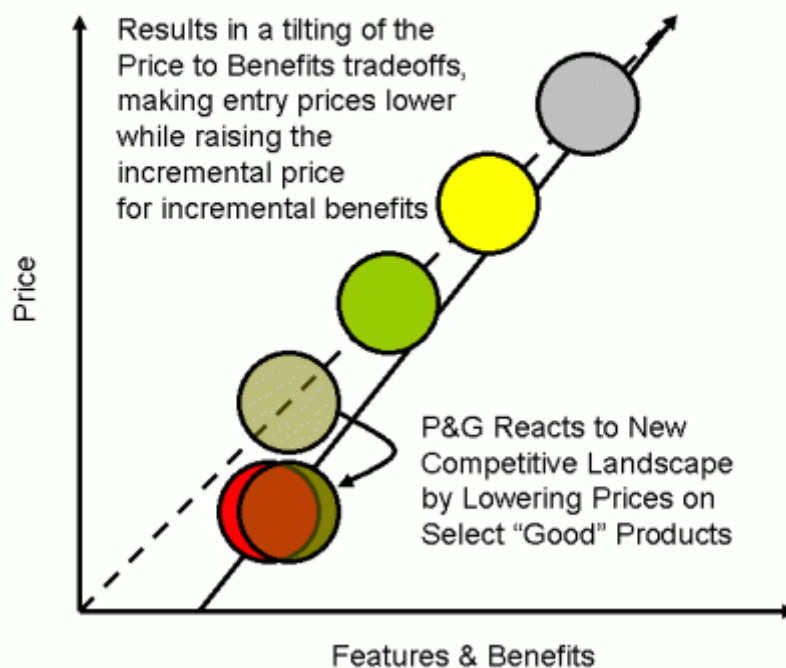 Results in a tilting of the
Price to Benefits tradeoffs,
making entry prices lower
while raising the
incremental price
for incremental benefits
Price
P&G Reacts to New
Competitive Landscape
by Lowering Prices on
Select “Good” Products
Features & Benefits